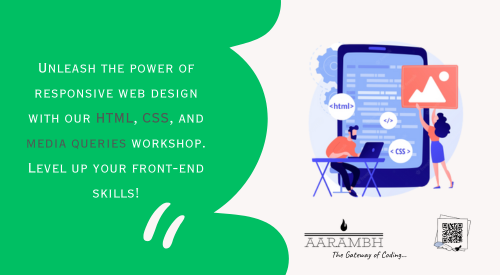 Unleash the power of
responsive web design
with our HTML, CSS, and
media queries workshop.
Level up your front-end
skills!
<html>
</>
< CSS >
AARAMBH
The Gateway of Coding...